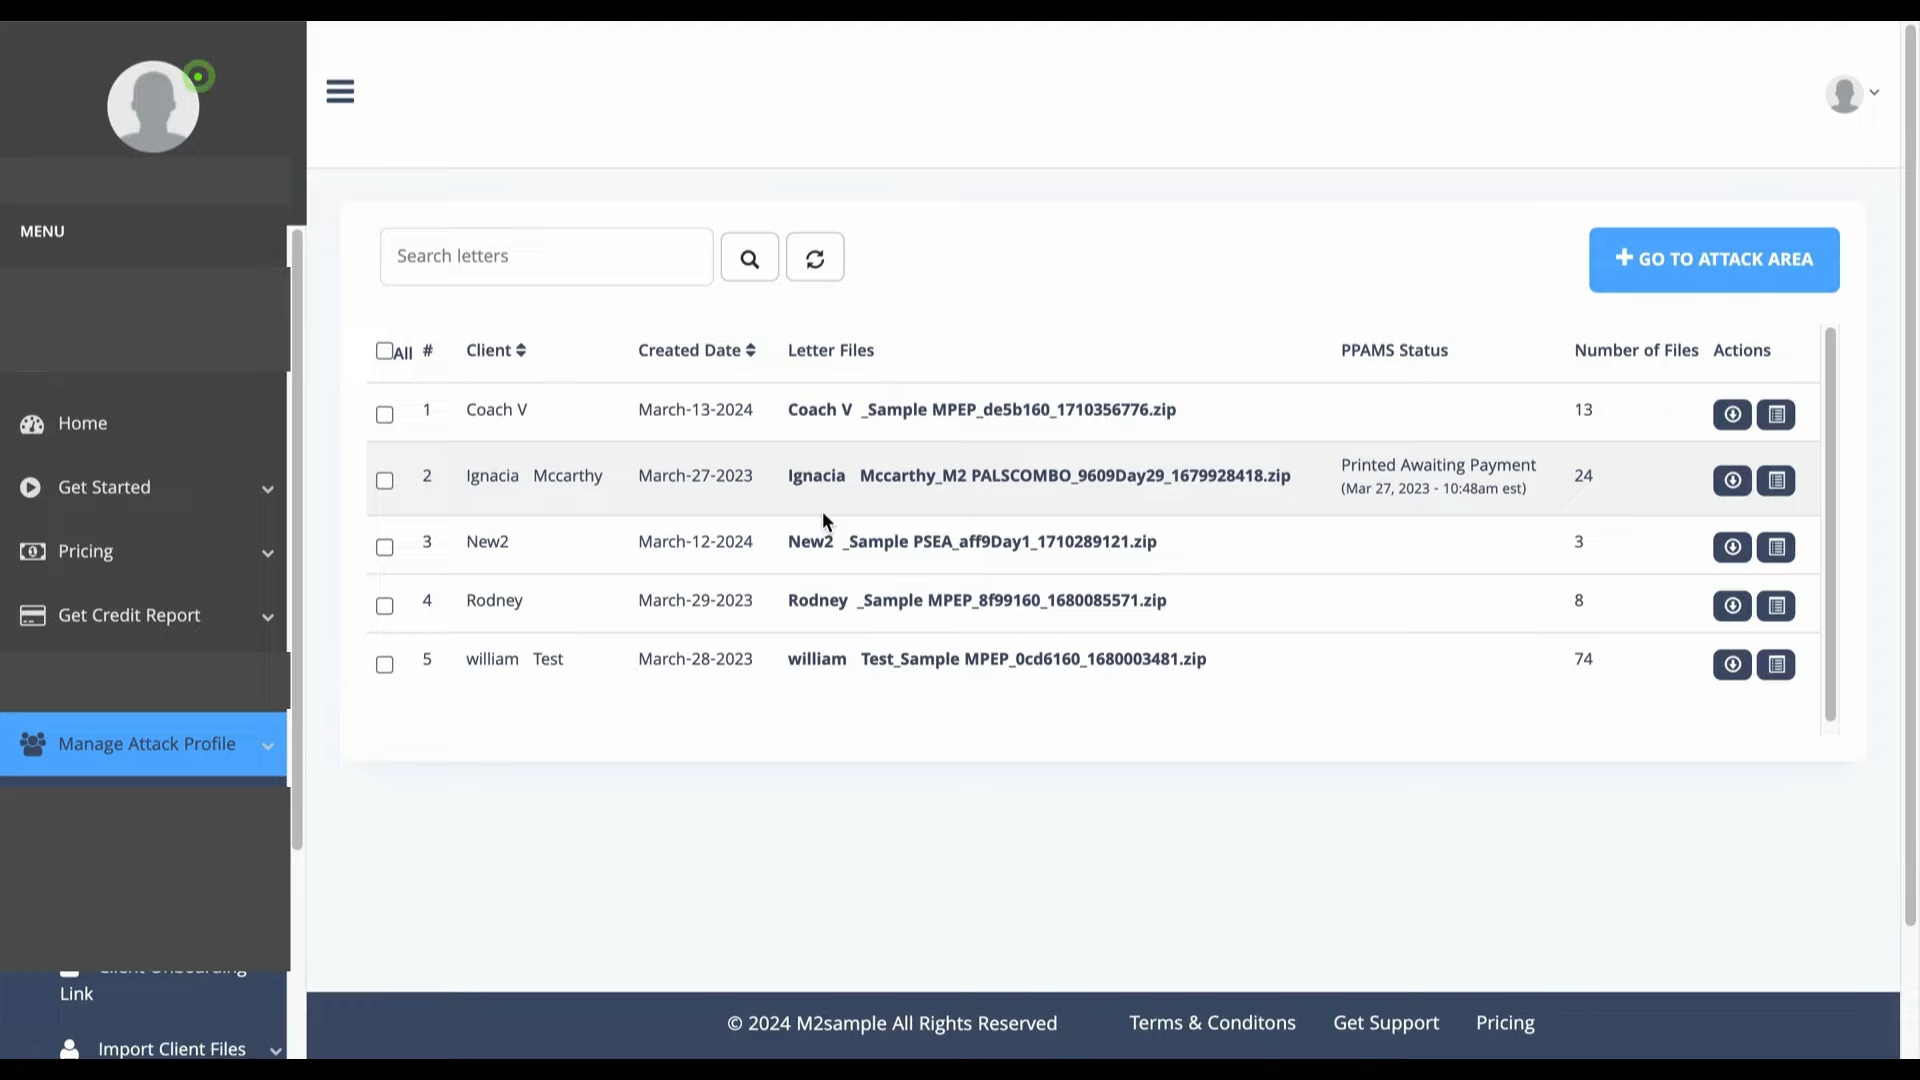 MENU
Home
Get Started
Pricing
Get Credit Report
Manage Attack Profile
Link
Import Client Files
Search letters
GO TO ATTACK AREA
All # Client Created Date Letter Files PPAMS Status Number of Files Actions
1 Coach V March-13-2024 Coach V _Sample MPEP_de5b160_1710356776.zip 13
2 Ignacia Mccarthy March-27-2023 Ignacia Mccarthy_M2 PALSCOMBO_9609Day29_1679928418.zip Printed Awaiting Payment 24
(Mar 27, 2023 - 10:48am est)
3 New2 March-12-2024 New2 _Sample PSEA_aff9Day1_1710289121.zip 3
4 Rodney March-29-2023 Rodney _Sample MPEP_8f99160_1680085571.zip 8
5 william Test March-28-2023 william Test_Sample MPEP_0cd6160_1680003481.zip 74
© 2024 M2sample All Rights Reserved Terms & Conditons Get Support Pricing